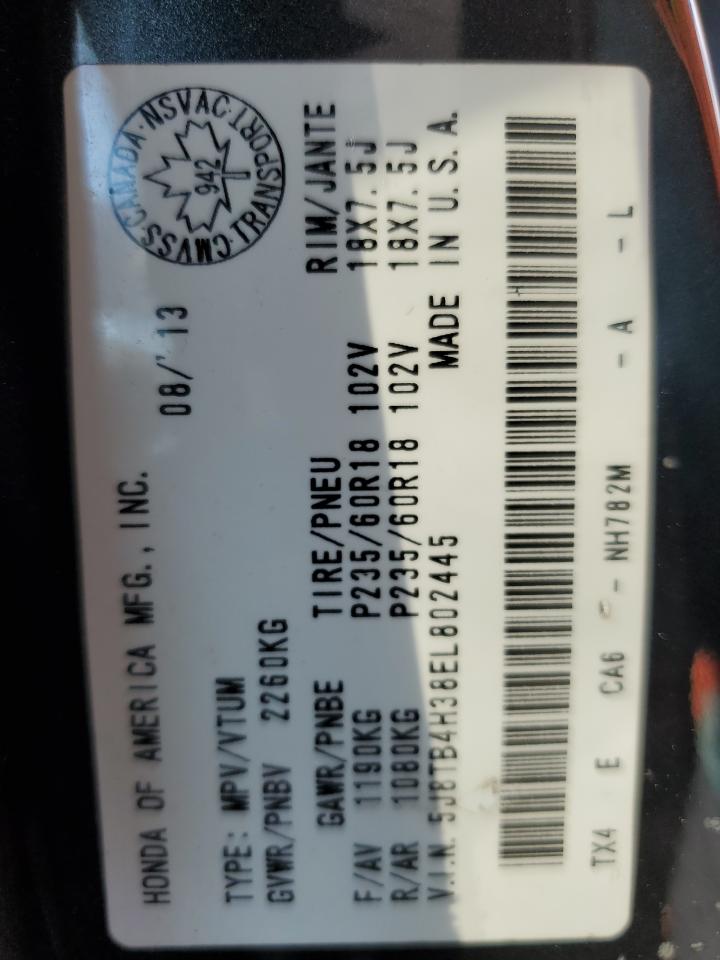 HONDA OF AMERICA MFG., INC. 08/'13
CMVSS·CANADA·NSVAC·TRANSPORT·
942
TYPE: MPV/VTUM
GVWR/PNBV 2260KG
GAWR/PNBE TIRE/PNEU RIM/JANTE
F/AV 1190KG P235/60R18 102V 18X7.5J
R/AR 1080KG P235/60R18 102V 18X7.5J
V.I.N. 5J8TB4H38EL802445 MADE IN U.S.A.
TX4 E CA6 - NH782M - A - L